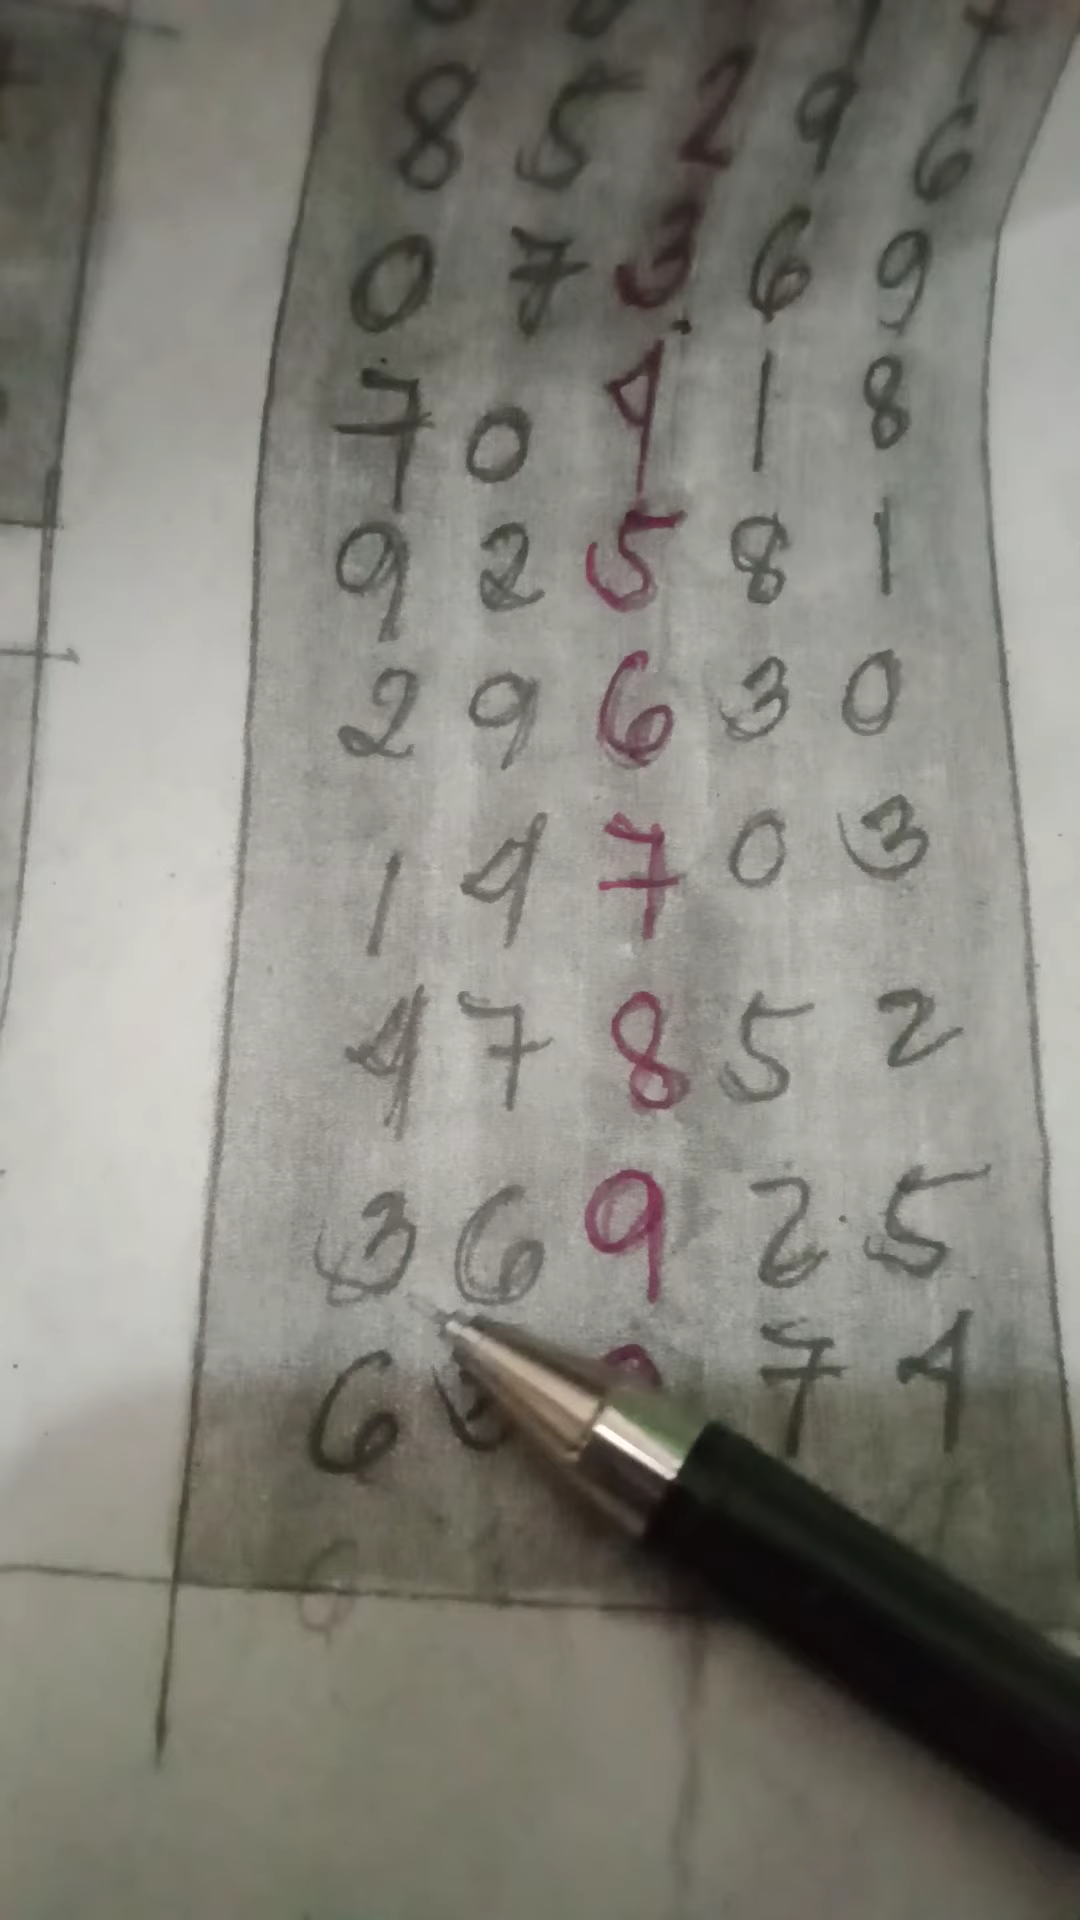 8 5 2 9 6
0 7 3 6 9
7 0 4 1 8
9 2 5 8 1
2 9 6 3 0
1 4 7 0 3
4 7 8 5 2
3 6 9 2 5
6 7 4